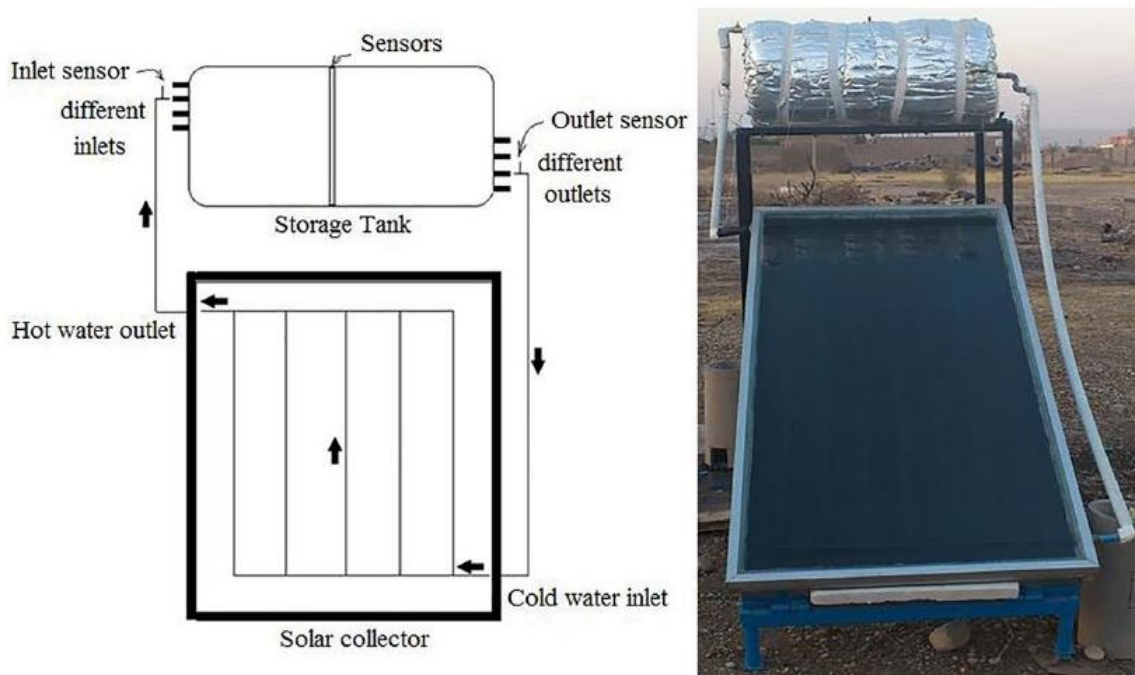 Sensors
Inlet sensor
different
inlets
Outlet sensor
different
outlets
Storage Tank
Hot water outlet
Cold water inlet
Solar collector